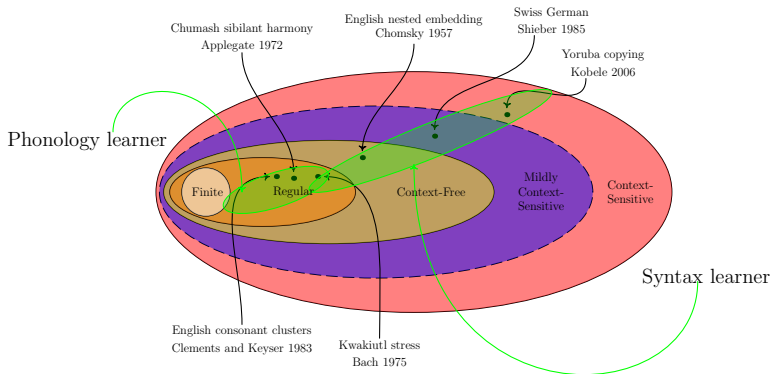 Swiss German
Shieber 1985
English nested embedding
Chomsky 1957
Chumash sibilant harmony
Applegate 1972
Yoruba copying
Kobele 2006
Phonology learner
Finite
Regular
Context-Free
Mildly
Context-
Sensitive
Context-
Sensitive
Syntax learner
English consonant clusters
Clements and Keyser 1983
Kwakiutl stress
Bach 1975